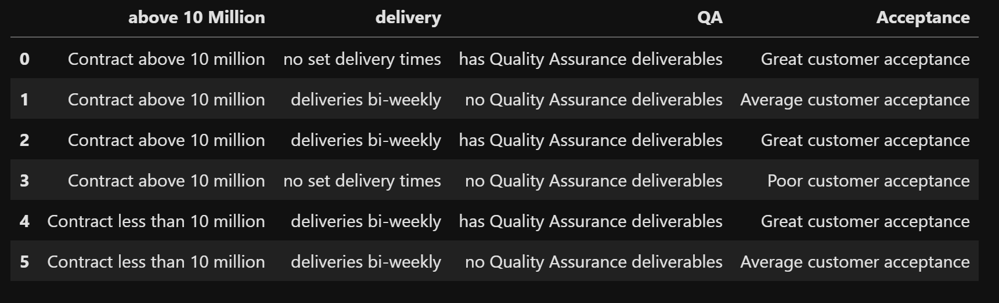 above 10 Million delivery QA Acceptance
0 Contract above 10 million no set delivery times has Quality Assurance deliverables Great customer acceptance
1 Contract above 10 million deliveries bi-weekly no Quality Assurance deliverables Average customer acceptance
2 Contract above 10 million deliveries bi-weekly has Quality Assurance deliverables Great customer acceptance
3 Contract above 10 million no set delivery times no Quality Assurance deliverables Poor customer acceptance
4 Contract less than 10 million deliveries bi-weekly has Quality Assurance deliverables Great customer acceptance
5 Contract less than 10 million deliveries bi-weekly no Quality Assurance deliverables Average customer acceptance